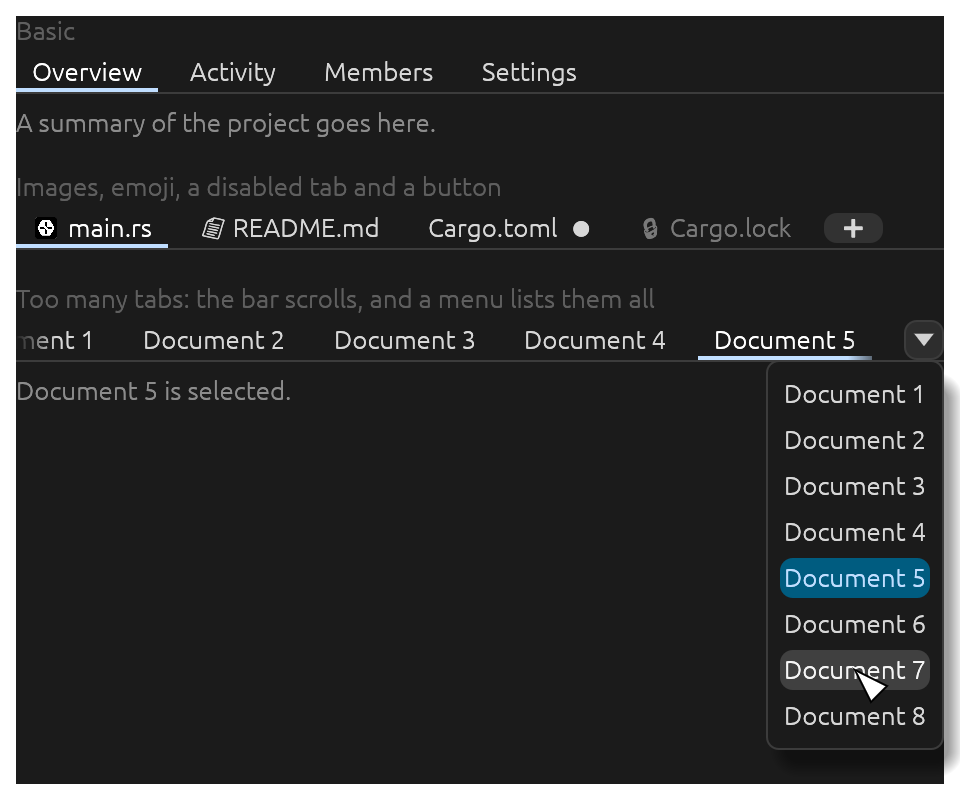 Basic
Overview Activity Members Settings
A summary of the project goes here.
Images, emoji, a disabled tab and a button
main.rs README.md Cargo.toml Cargo.lock +
Too many tabs: the bar scrolls, and a menu lists them all
ment 1 Document 2 Document 3 Document 4 Document 5
Document 5 is selected.
Document 1
Document 2
Document 3
Document 4
Document 5
Document 6
Document 7
Document 8